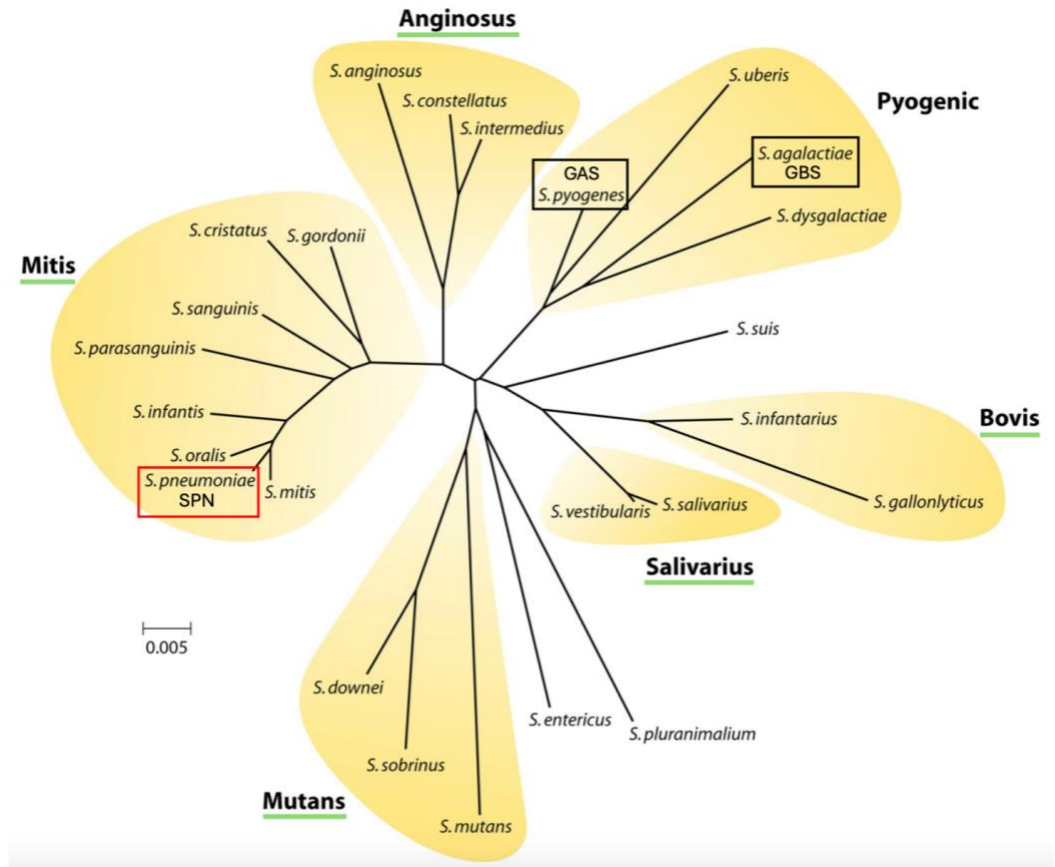 Anginosus
S. anginosus
S. constellatus
S. intermedius
S. uberis
Pyogenic
S. agalactiae
GBS
GAS
S. pyogenes
S. dysgalactiae
Mitis
S. cristatus
S. gordonii
S. sanguinis
S. parasanguinis
S. infantis
S. oralis
S. pneumoniae
SPN
S. mitis
S. suis
Bovis
S. infantarius
S. gallonlyticus
S. vestibularis
S. salivarius
Salivarius
0.005
S. downei
S. sobrinus
S. mutans
Mutans
S. entericus
S. pluranimalium